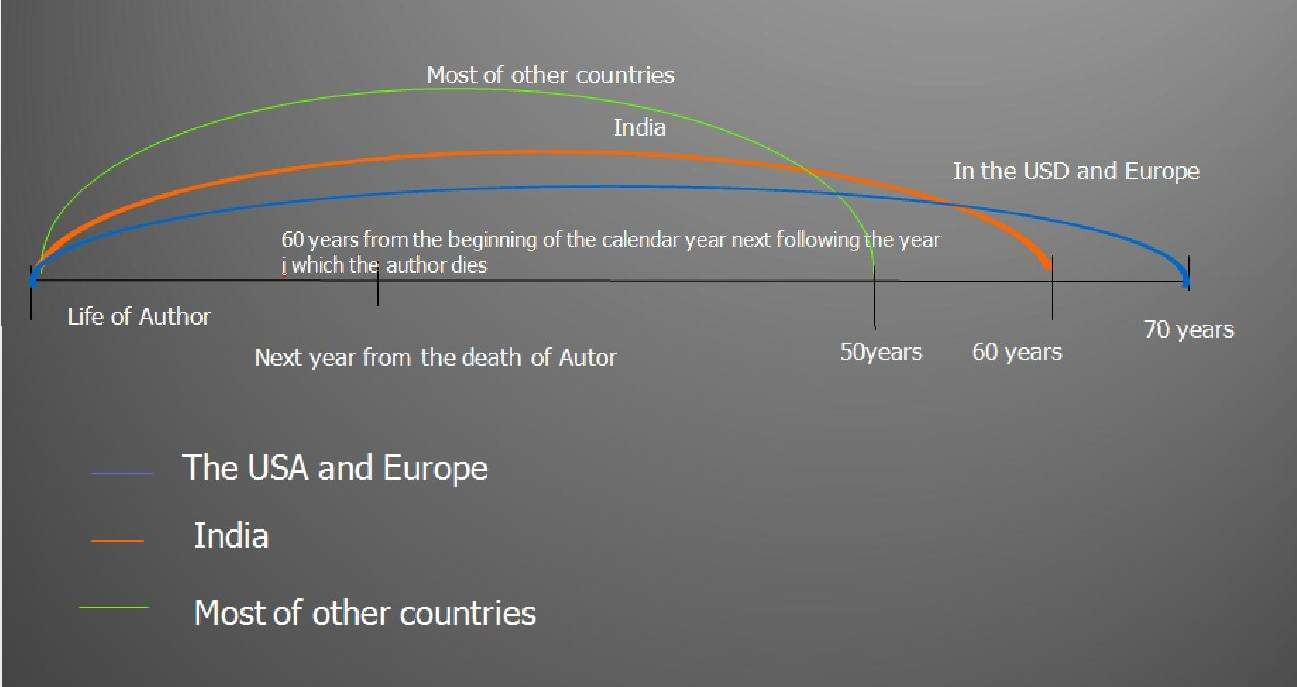 Most of other countries
India
In the USD and Europe
60 years from the beginning of the calendar year next following the year
i which the author dies
Life of Author
Next year from the death of Autor
50years
60 years
70 years
The USA and Europe
India
Most of other countries